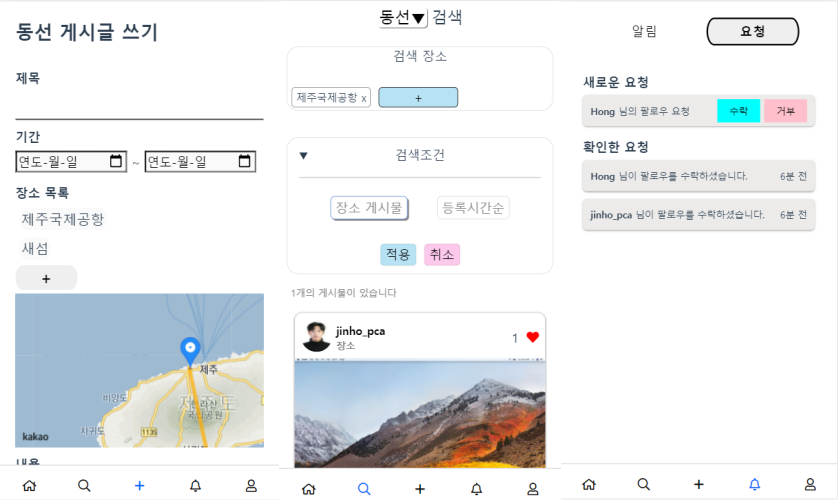 동선 게시글 쓰기
제목
기간
연도-월-일 ~ 연도-월-일
장소 목록
제주국제공항
새섬
+
제주
비양도
제주도
한라산
국립공원
차귀도
1135
kakao
내용
동선▼ 검색
검색 장소
제주국제공항 x
+
▼ 검색조건
장소 게시물 등록시간순
적용 취소
1개의 게시물이 있습니다
jinho_pca
장소
1
알림 요청
새로운 요청
Hong 님의 팔로우 요청 수락 거부
확인한 요청
Hong 님이 팔로우를 수락하셨습니다. 6분 전
jinho_pca 님이 팔로우를 수락하셨습니다. 6분 전